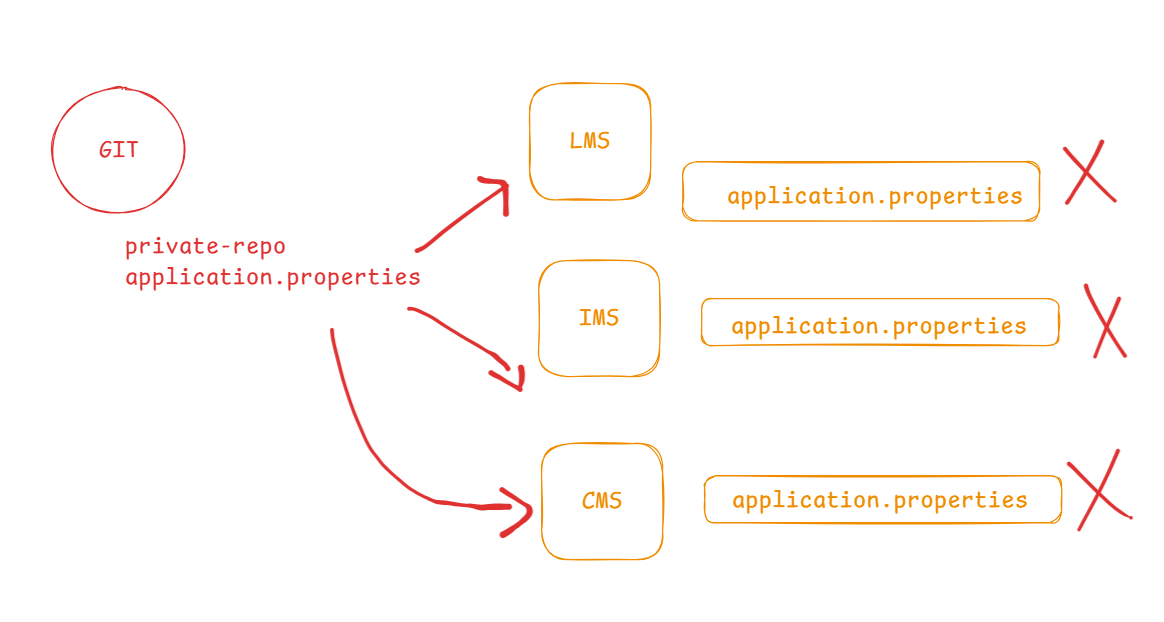 GIT
private-repo
application.properties
LMS
application.properties
IMS
application.properties
CMS
application.properties